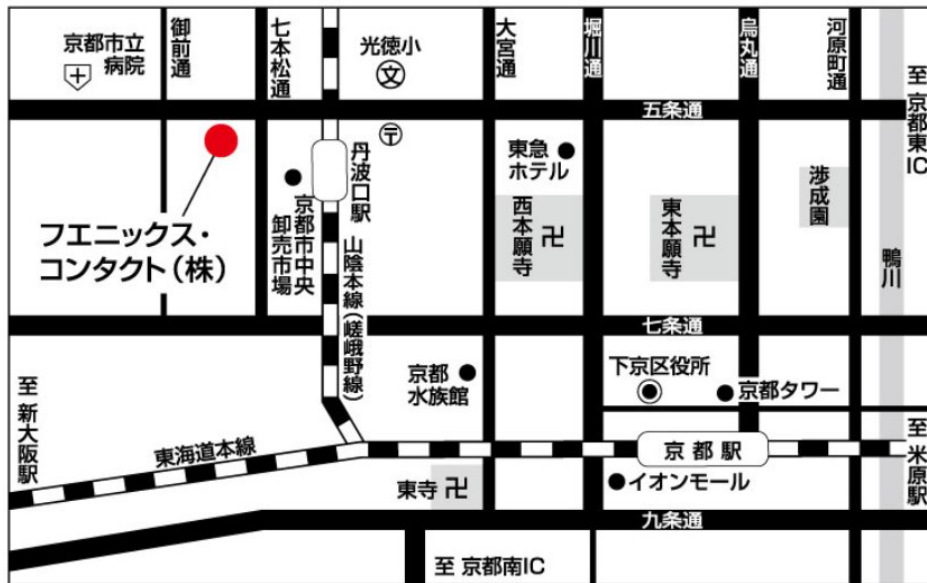 京都市立
病院
御前通
七本松通
光徳小
文
大宮通
堀川通
烏丸通
河原町通
至 京都東IC
五条通
〒
丹波口駅
東急
ホテル
渉成園
フエニックス・
コンタクト(株)
京都市中央
卸売市場
山陰本線(嵯峨野線)
西本願寺
卍
東本願寺
卍
鴨川
七条通
至 新大阪駅
京都
水族館
下京区役所
京都タワー
東海道本線
京都駅
至 米原駅
東寺
卍
イオンモール
九条通
至 京都南IC